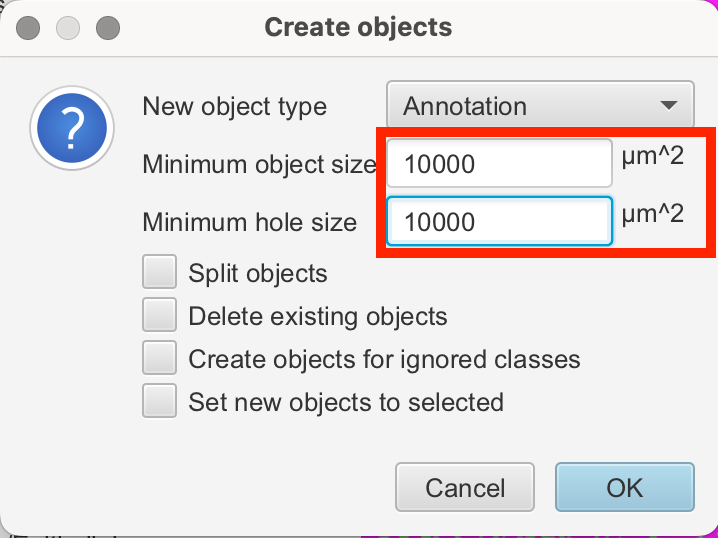 Create objects
?
New object type Annotation
Minimum object size 10000 µm^2
Minimum hole size 10000 µm^2
Split objects
Delete existing objects
Create objects for ignored classes
Set new objects to selected
Cancel OK